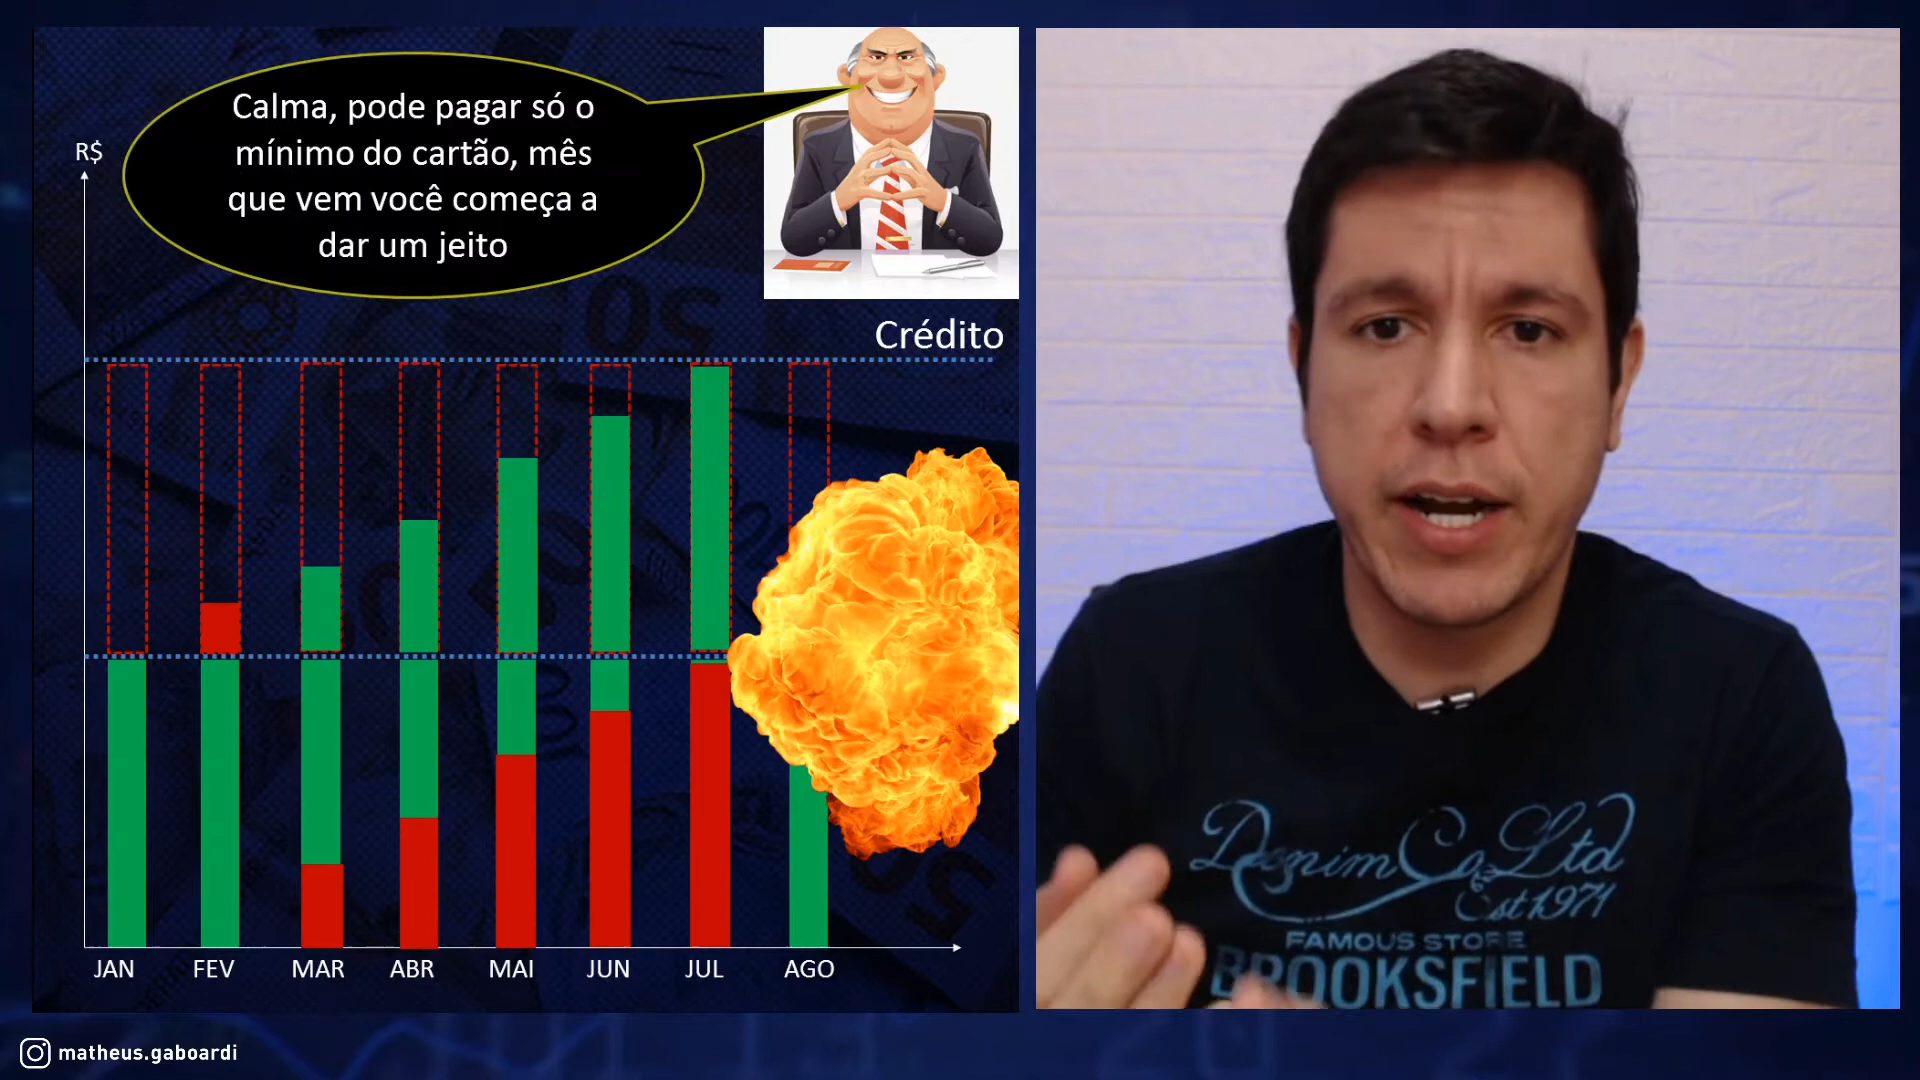 Calma, pode pagar só o
mínimo do cartão, mês
que vem você começa a
dar um jeito
R$
Crédito
JAN FEV MAR ABR MAI JUN JUL AGO
Denim Co Ltd
Est 1971
FAMOUS STORE
BROOKSFIELD
matheus.gaboardi